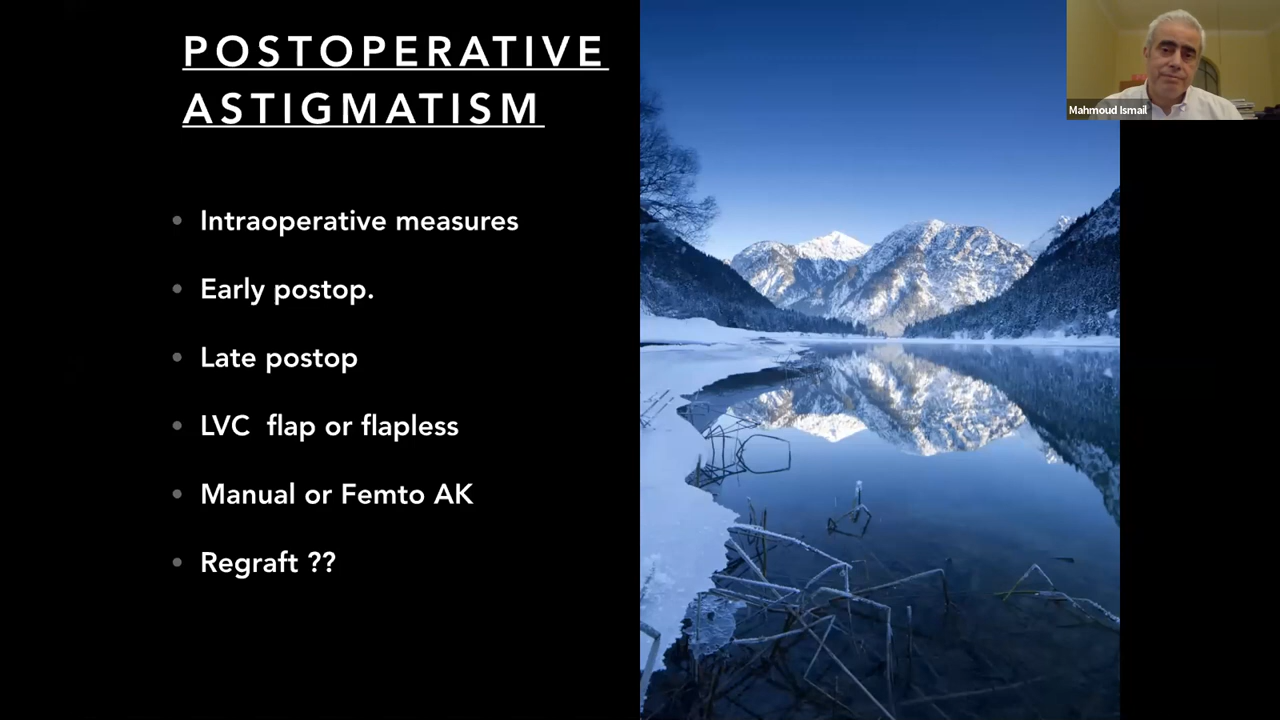 POSTOPERATIVE
ASTIGMATISM
Mahmoud Ismail
• Intraoperative measures
• Early postop.
• Late postop
• LVC  flap or flapless
• Manual or Femto AK
• Regraft ??